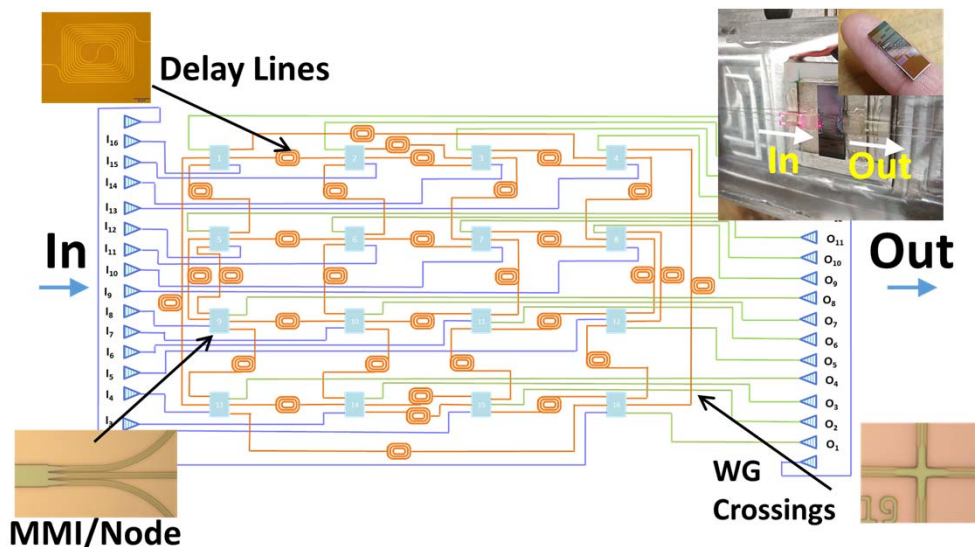 Delay Lines
In
Out
I₁₆
I₁₅
I₁₄
I₁₃
I₁₂
I₁₁
I₁₀
I₉
I₈
I₇
I₆
I₅
I₄
1
2
3
4
5
6
7
8
9
10
11
12
13
14
15
16
In
Out
O₁₁
O₁₀
O₉
O₈
O₇
O₆
O₅
O₄
O₃
O₂
O₁
MMI/Node
WG
Crossings
19